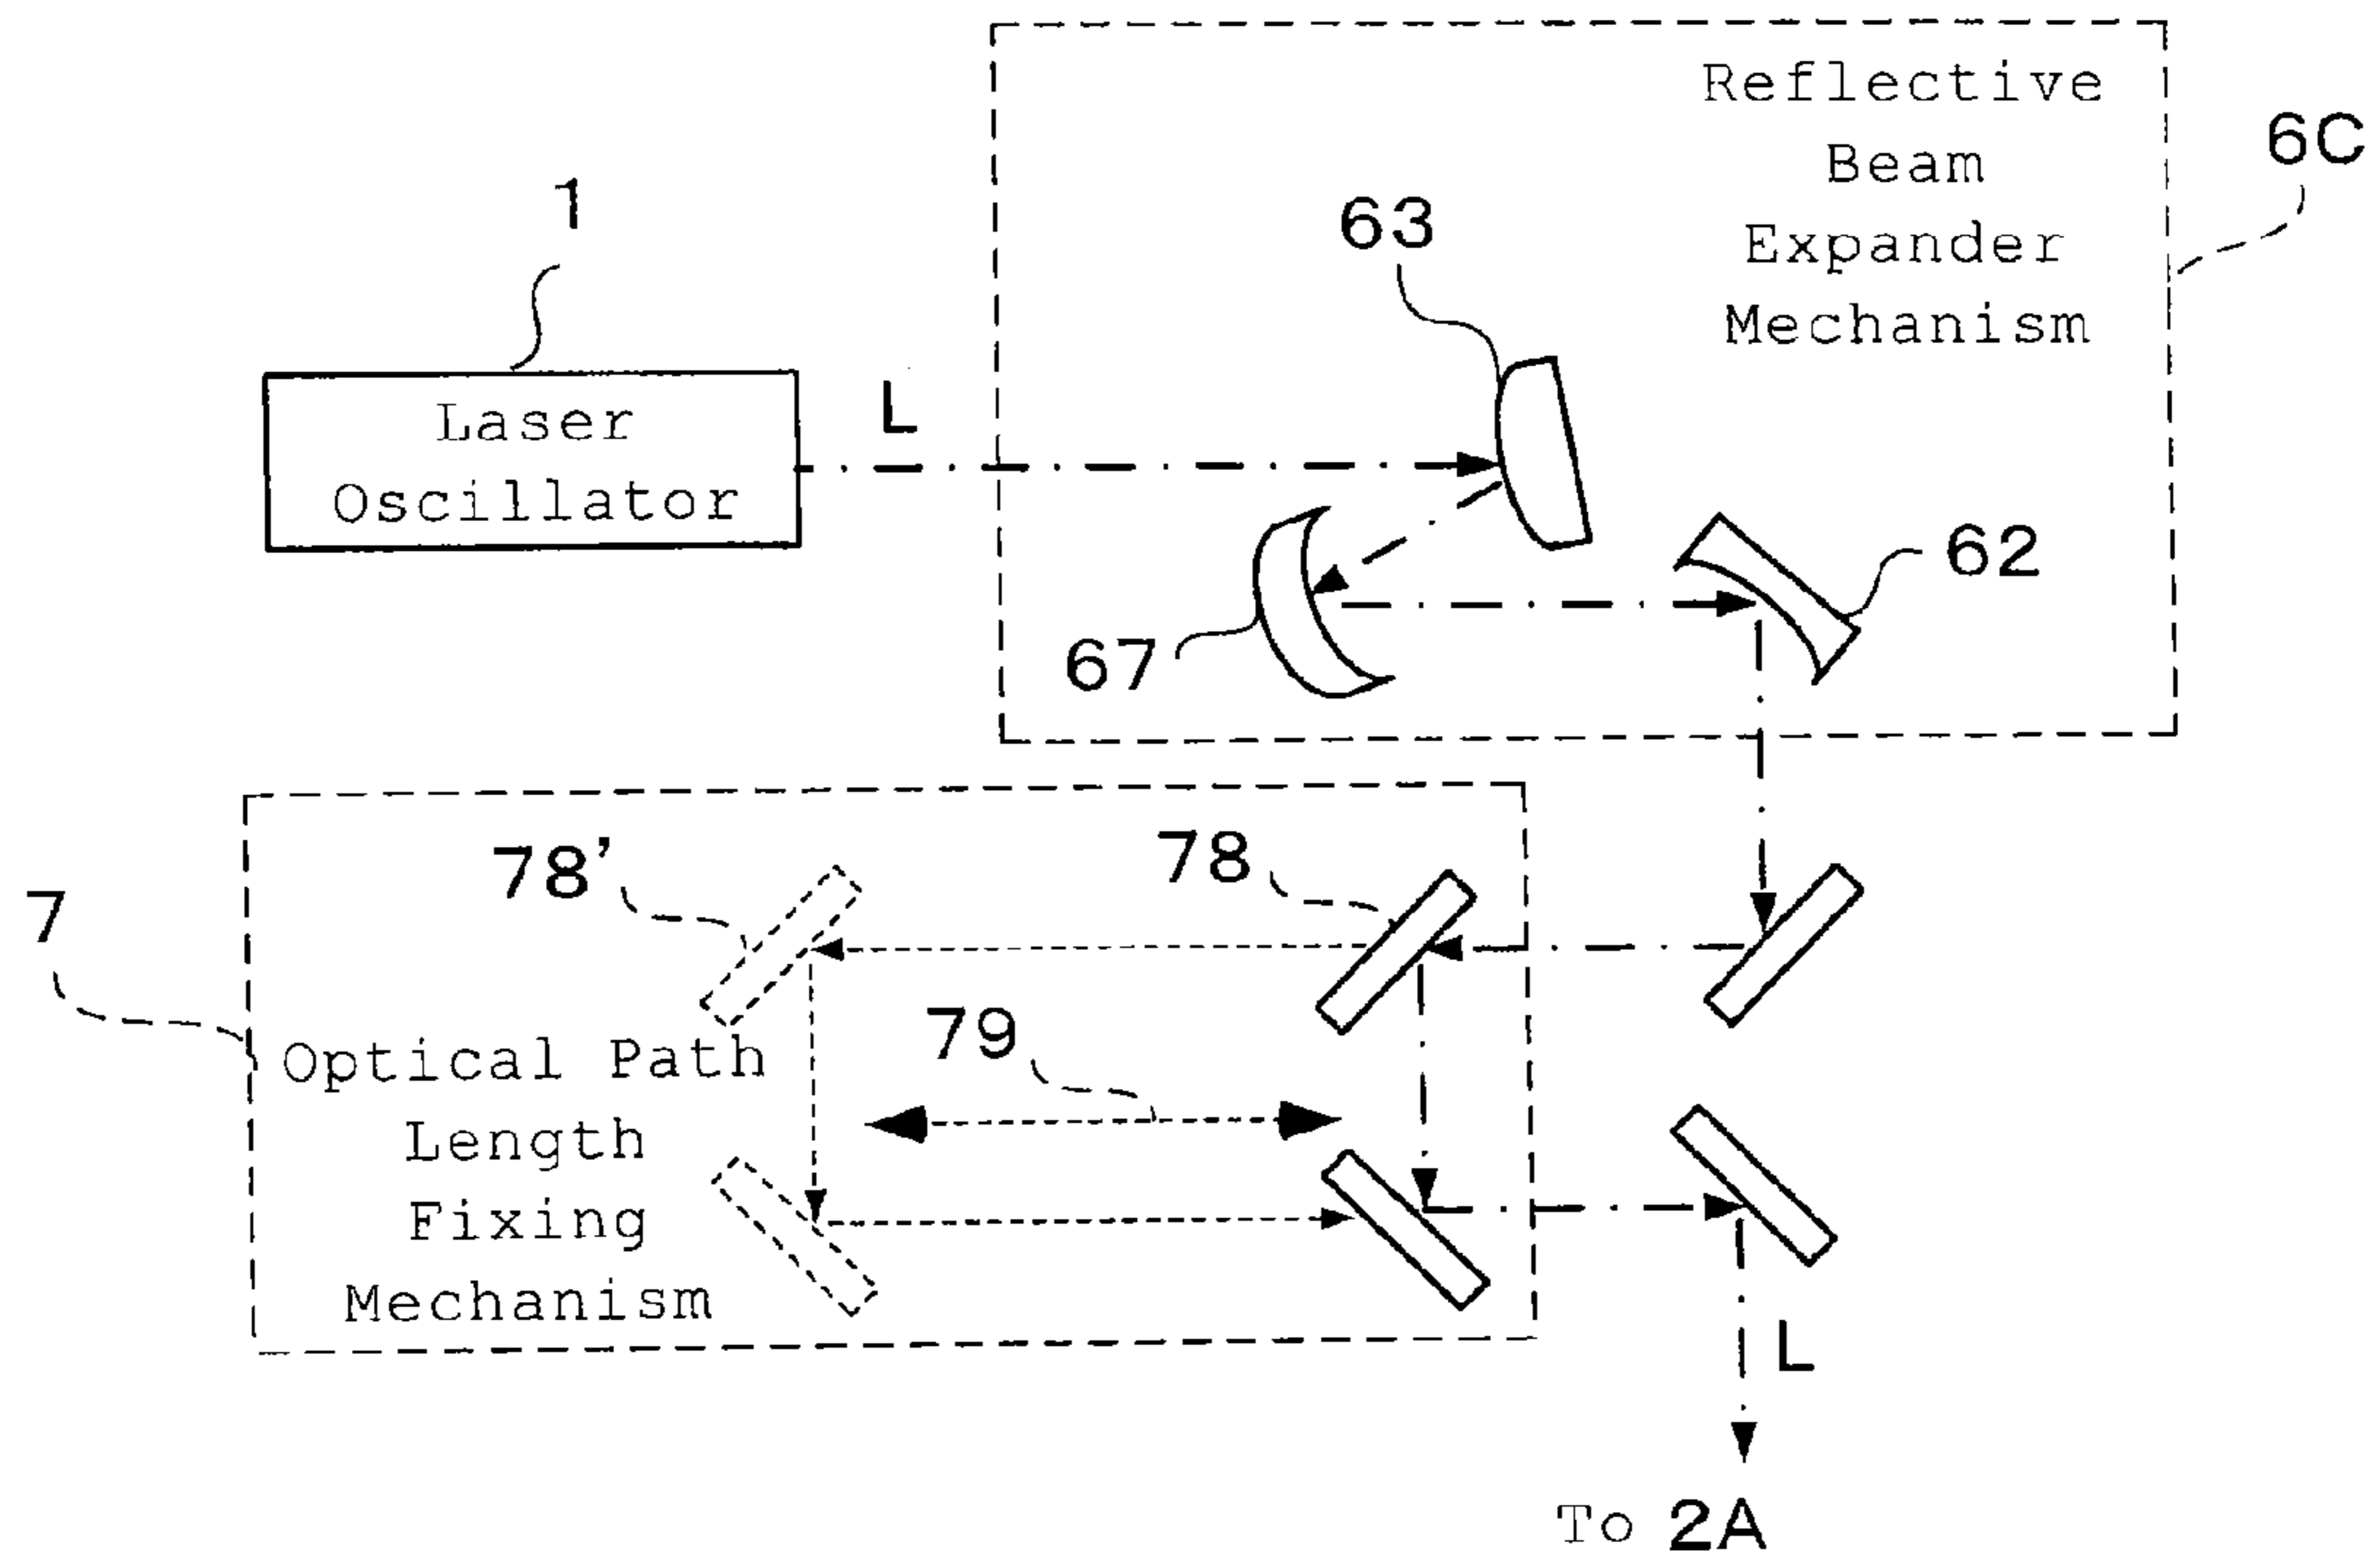 Reflective
Beam
Expander
Mechanism
6C
63
1
L
Laser
Oscillator
62
67
78'
78
7
79
Optical Path
Length
Fixing
Mechanism
L
To 2A